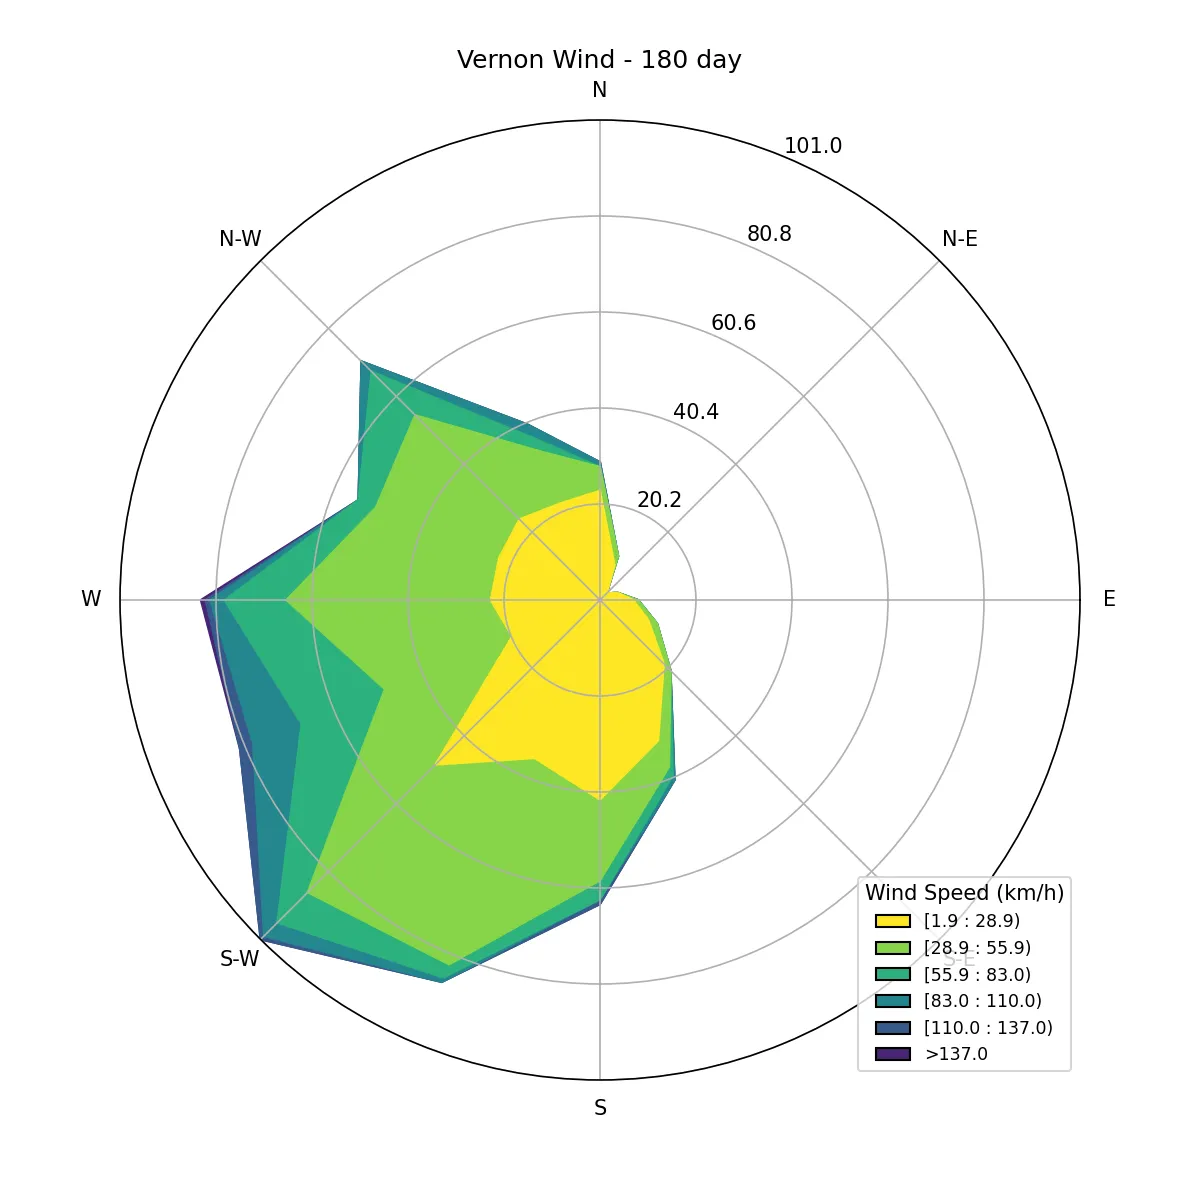 Vernon Wind - 180 day
N
101.0
80.8
N-W
N-E
60.6
40.4
20.2
W
E
S-W
S-E
Wind Speed (km/h)
[1.9 : 28.9)
[28.9 : 55.9)
[55.9 : 83.0)
[83.0 : 110.0)
[110.0 : 137.0)
>137.0
S